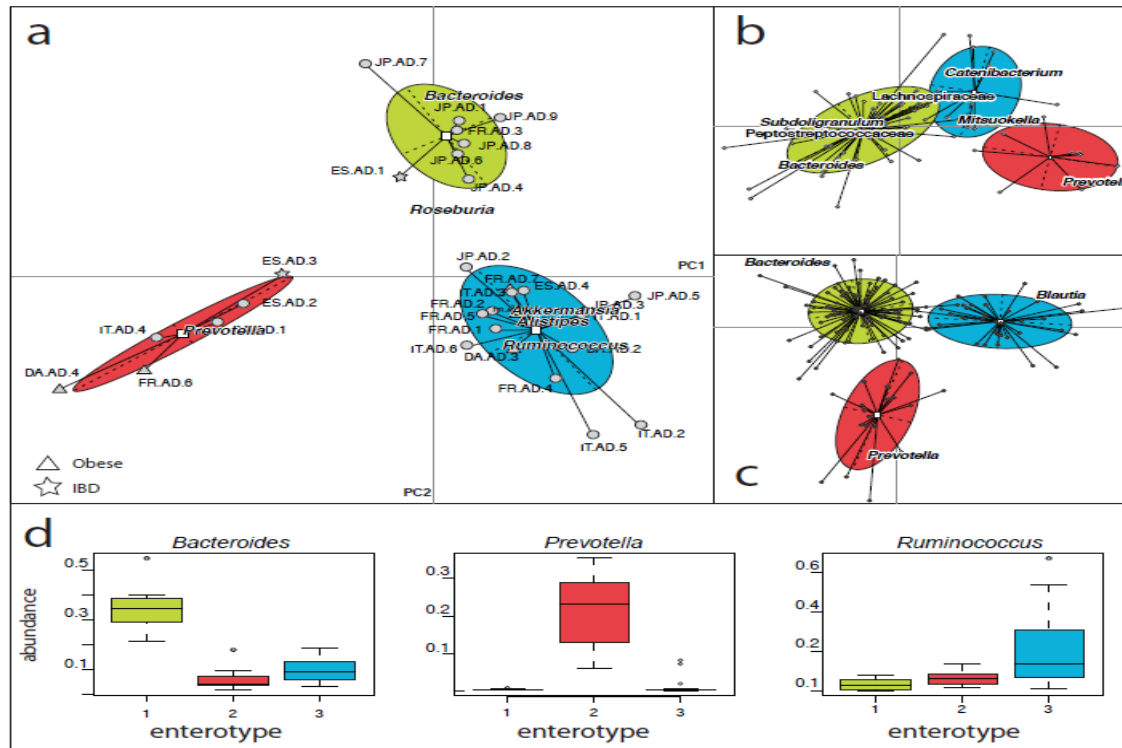 a
JP.AD.7
Bacteroides
JP.AD.1
JP.AD.9
FR.AD.3
JP.AD.8
JP.AD.6
ES.AD.1
JP.AD.4
Roseburia
ES.AD.3
JP.AD.2
PC1
FR.AD.7
ES.AD.4
IT.AD.3
JP.AD.5
ES.AD.2
FR.AD.2
JP.AD.3
Akkermansia
FR.AD.5
IT.AD.1
Alistipes
IT.AD.4
Prevotella
AD.1
FR.AD.1
Ruminococcus
IT.AD.6
AD.2
DA.AD.3
DA.AD.4
FR.AD.6
FR.AD.4
IT.AD.2
IT.AD.5
Obese
IBD
PC2
b
Catenibacterium
Lachnospiraceae
Subdoligranulum
Mitsuokella
Peptostreptococcaceae
Bacteroides
Prevotell
Bacteroides
Blautia
Prevotella
c
d
Bacteroides
Prevotella
Ruminococcus
abundance
0.5
0.3
0.1
0.3
0.2
0.1
0.6
0.4
0.2
0.1
1 2 3
1 2 3
1 2 3
enterotype
enterotype
enterotype